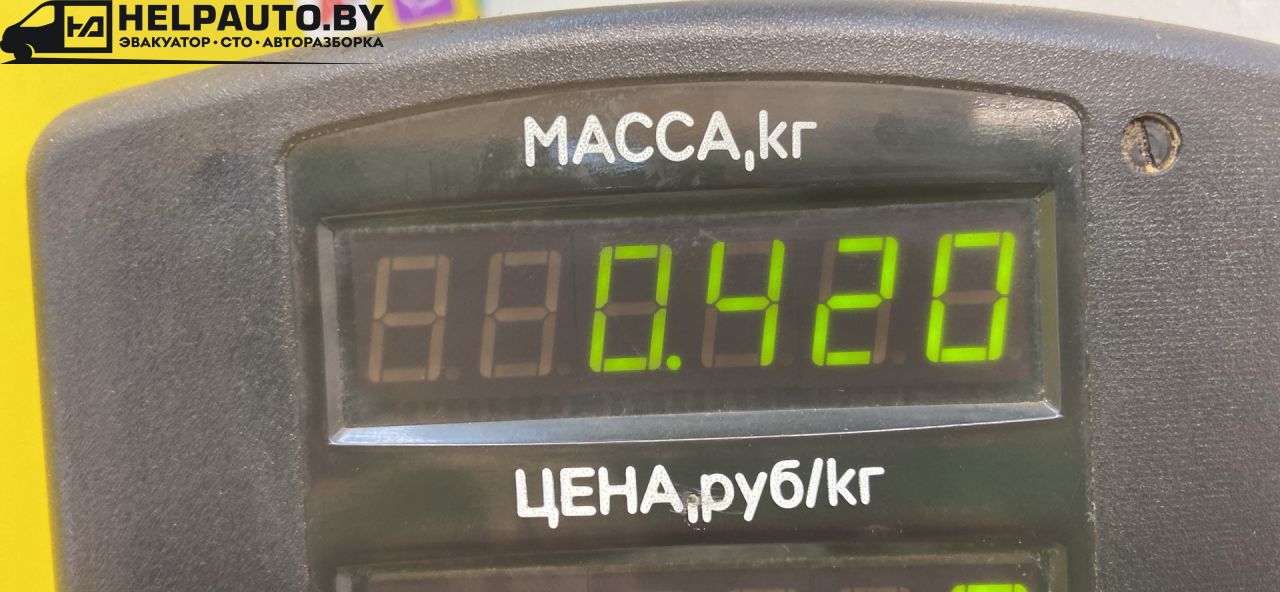 HELPAUTO.BY
ЭВАКУАТОР · СТО · АВТОРАЗБОРКА
МАССА,кг
0.420
ЦЕНА,руб/кг